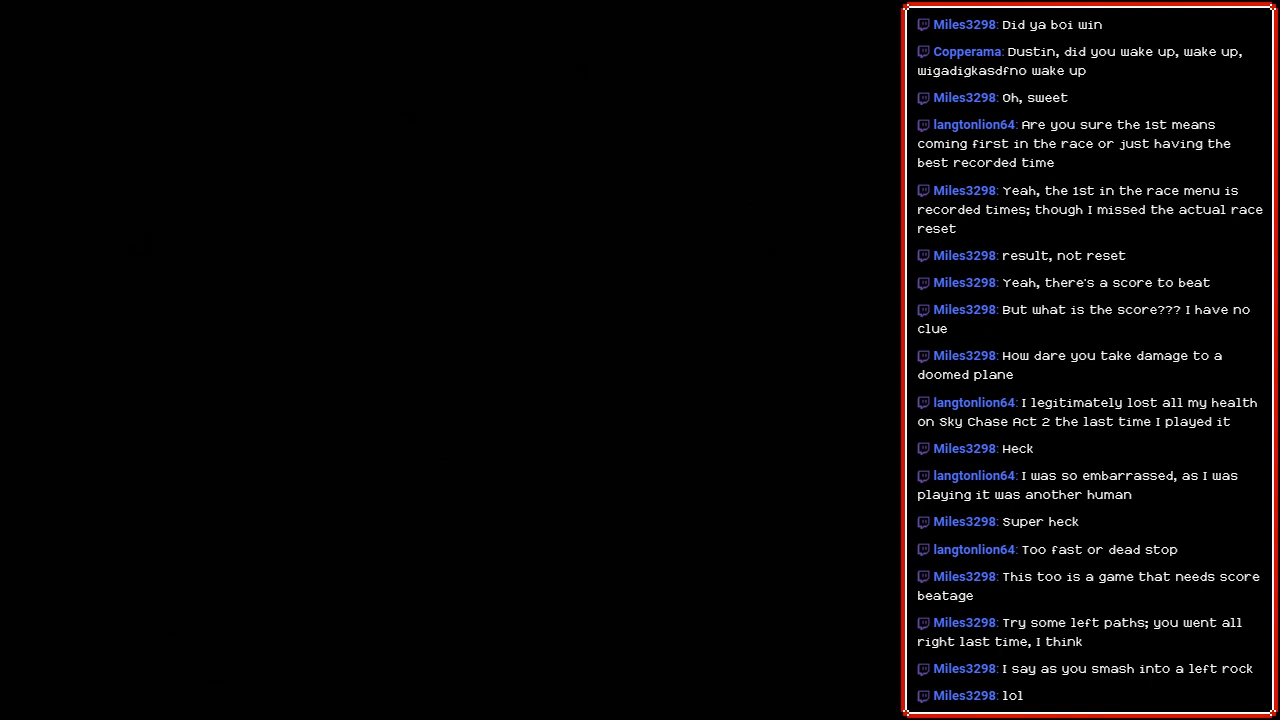 Miles3298: Did ya boi win
Copperama: Dustin, did you wake up, wake up,
wigadigkasdfno wake up
Miles3298: Oh, sweet
langtonlion64: Are you sure the 1st means
coming first in the race or just having the
best recorded time
Miles3298: Yeah, the 1st in the race menu is
recorded times; though I missed the actual race
reset
Miles3298: result, not reset
Miles3298: Yeah, there's a score to beat
Miles3298: But what is the score??? I have no
clue
Miles3298: How dare you take damage to a
doomed plane
langtonlion64: I legitimately lost all my health
on Sky Chase Act 2 the last time I played it
Miles3298: Heck
langtonlion64: I was so embarrassed, as I was
playing it was another human
Miles3298: Super heck
langtonlion64: Too fast or dead stop
Miles3298: This too is a game that needs score
beatage
Miles3298: Try some left paths; you went all
right last time, I think
Miles3298: I say as you smash into a left rock
Miles3298: lol